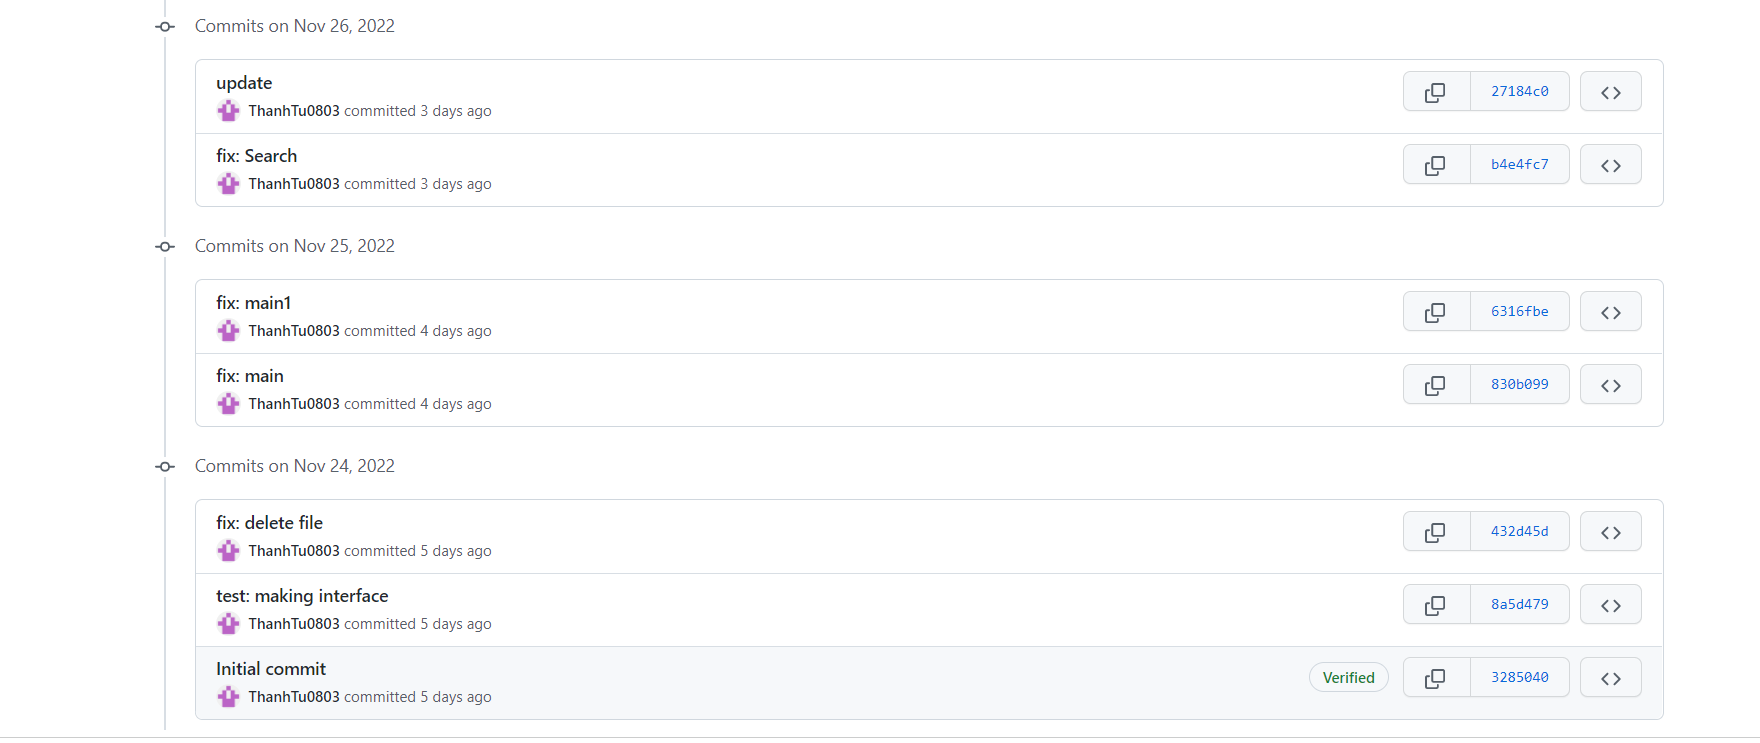 Commits on Nov 26, 2022
update
27184c0
ThanhTu0803 committed 3 days ago
fix: Search
b4e4fc7
ThanhTu0803 committed 3 days ago
Commits on Nov 25, 2022
fix: main1
6316fbe
ThanhTu0803 committed 4 days ago
fix: main
830b099
ThanhTu0803 committed 4 days ago
Commits on Nov 24, 2022
fix: delete file
432d45d
ThanhTu0803 committed 5 days ago
test: making interface
8a5d479
ThanhTu0803 committed 5 days ago
Initial commit
Verified
3285040
ThanhTu0803 committed 5 days ago